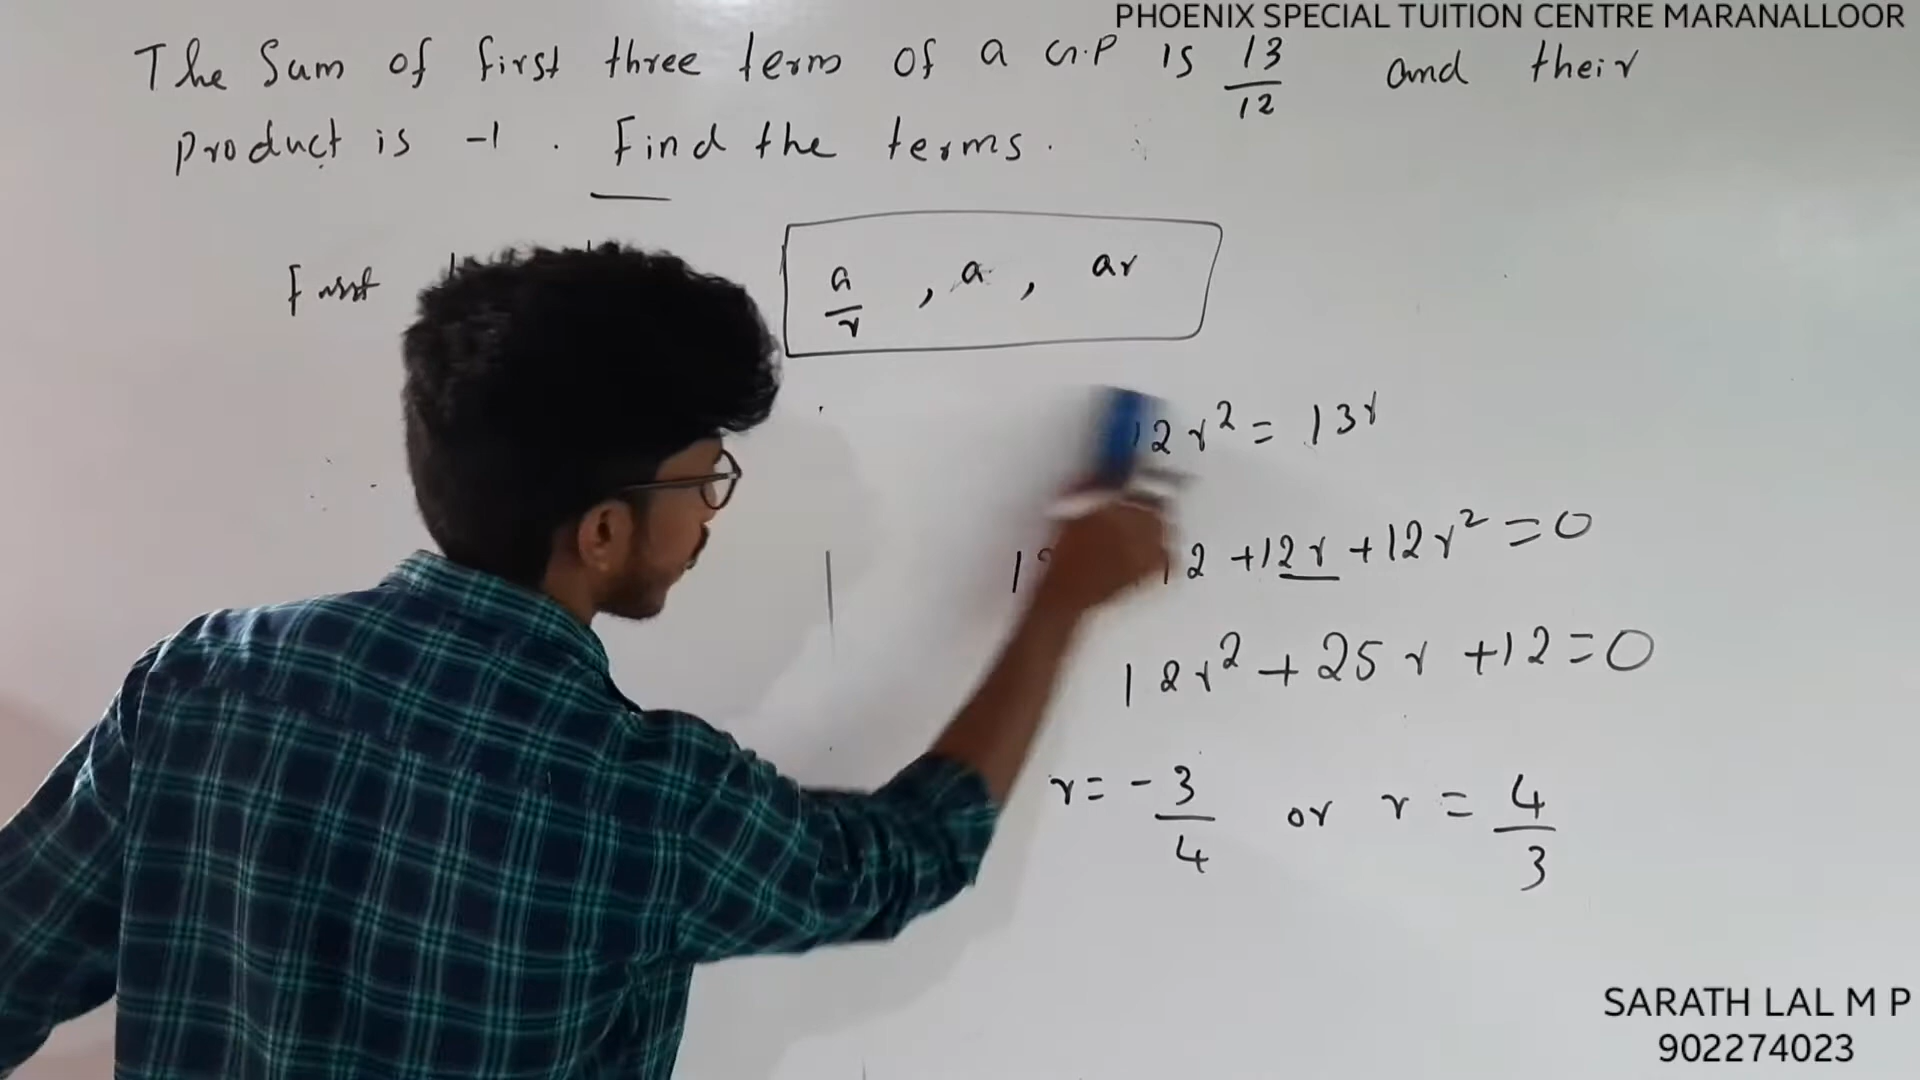 PHOENIX SPECIAL TUITION CENTRE MARANALLOOR
The Sum of first three term of a G.P is 13/12 and their
product is -1 . Find the terms.
First
a/r , a , ar
12r² = 13r
12 +12r +12r² = 0
12r² + 25r + 12 = 0
r = -3/4 or r = 4/3
SARATH LAL M P
902274023